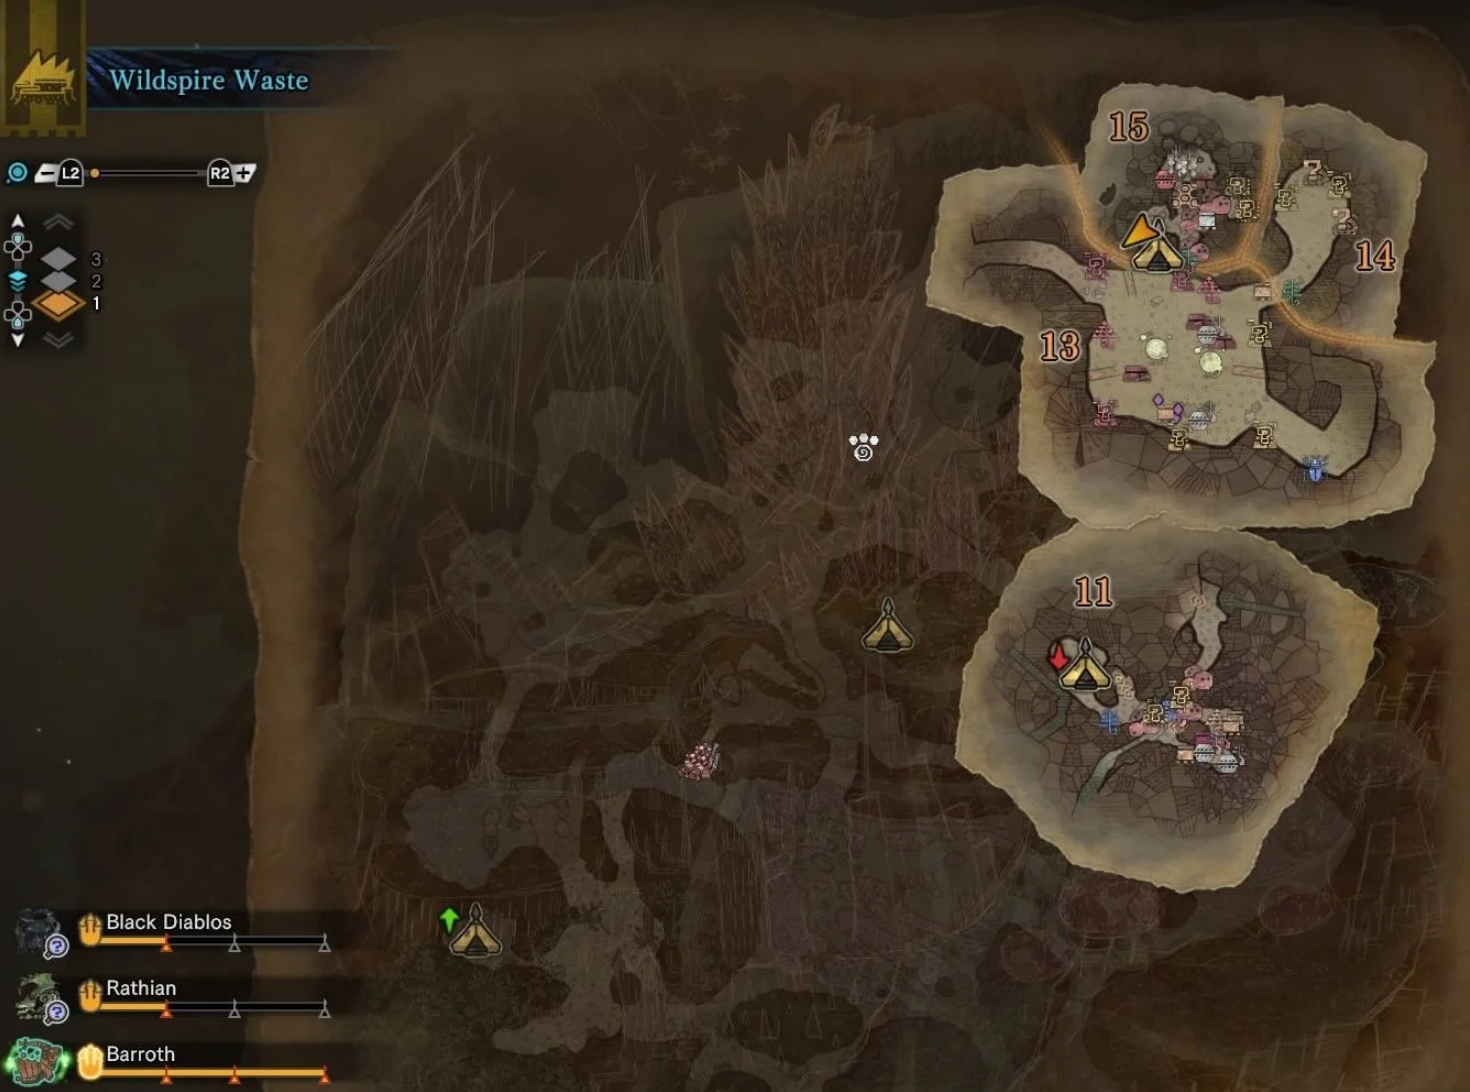 Wildspire Waste
L2 R2
3
2
1
15
14
13
11
Black Diablos
?
Rathian
?
Barroth